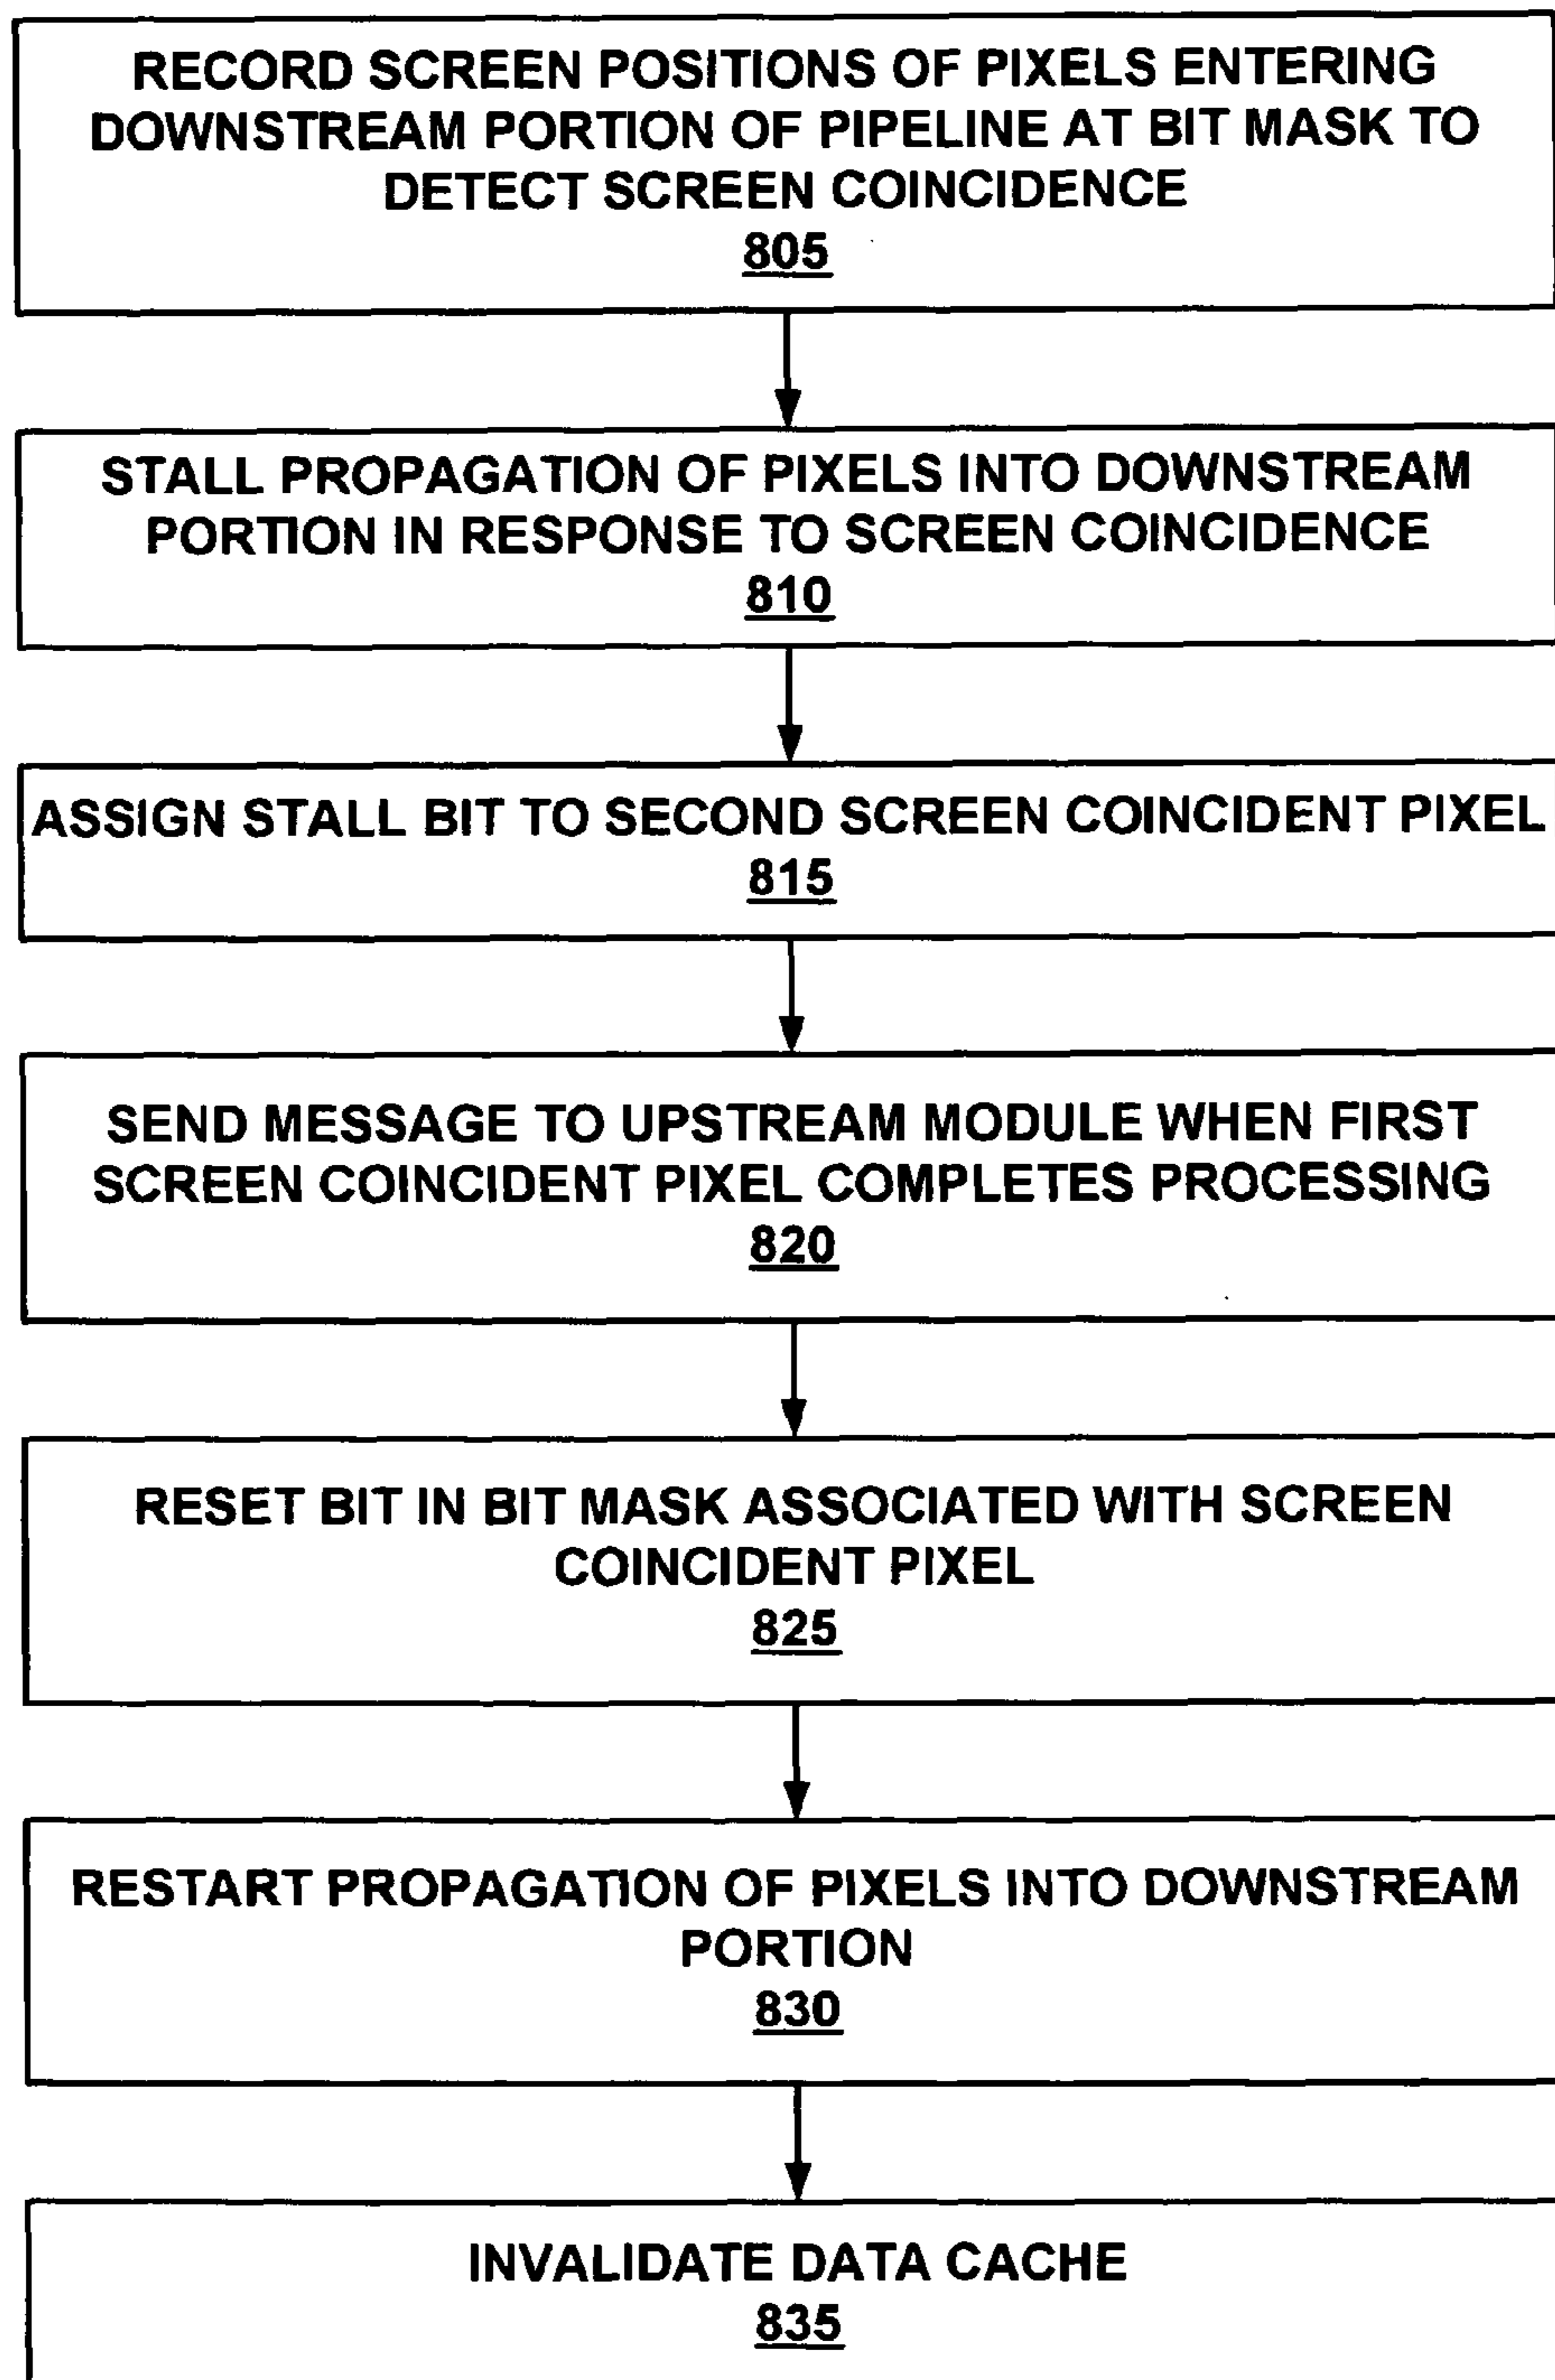 RECORD SCREEN POSITIONS OF PIXELS ENTERING
DOWNSTREAM PORTION OF PIPELINE AT BIT MASK TO
DETECT SCREEN COINCIDENCE
805
STALL PROPAGATION OF PIXELS INTO DOWNSTREAM
PORTION IN RESPONSE TO SCREEN COINCIDENCE
810
ASSIGN STALL BIT TO SECOND SCREEN COINCIDENT PIXEL
815
SEND MESSAGE TO UPSTREAM MODULE WHEN FIRST
SCREEN COINCIDENT PIXEL COMPLETES PROCESSING
820
RESET BIT IN BIT MASK ASSOCIATED WITH SCREEN
COINCIDENT PIXEL
825
RESTART PROPAGATION OF PIXELS INTO DOWNSTREAM
PORTION
830
INVALIDATE DATA CACHE
835